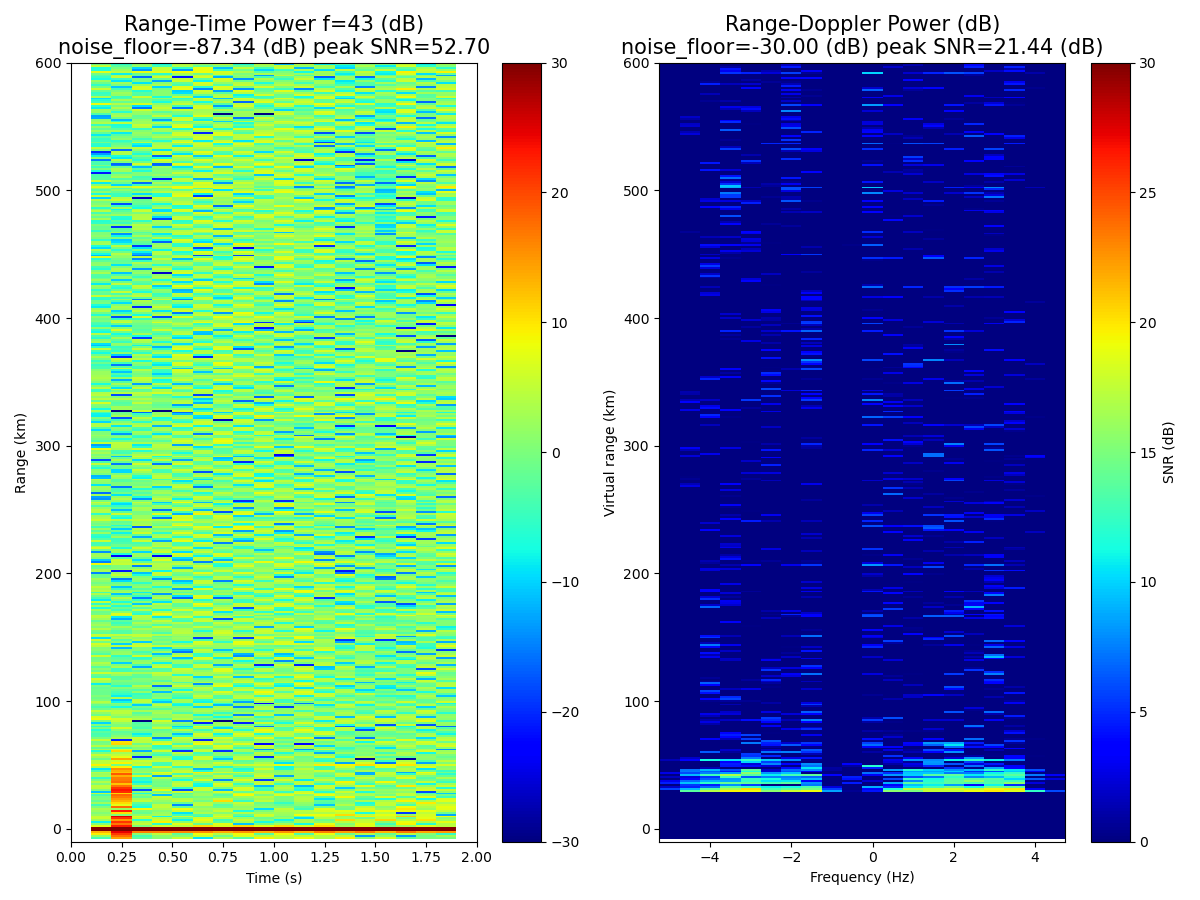 Range-Time Power f=43 (dB)
noise_floor=-87.34 (dB) peak SNR=52.70
600
500
400
300
200
100
0
Range (km)
0.00 0.25 0.50 0.75 1.00 1.25 1.50 1.75 2.00
Time (s)
30
20
10
0
−10
−20
−30
Range-Doppler Power (dB)
noise_floor=-30.00 (dB) peak SNR=21.44 (dB)
600
500
400
300
200
100
0
Virtual range (km)
−4 −2 0 2 4
Frequency (Hz)
30
25
20
15
10
5
0
SNR (dB)